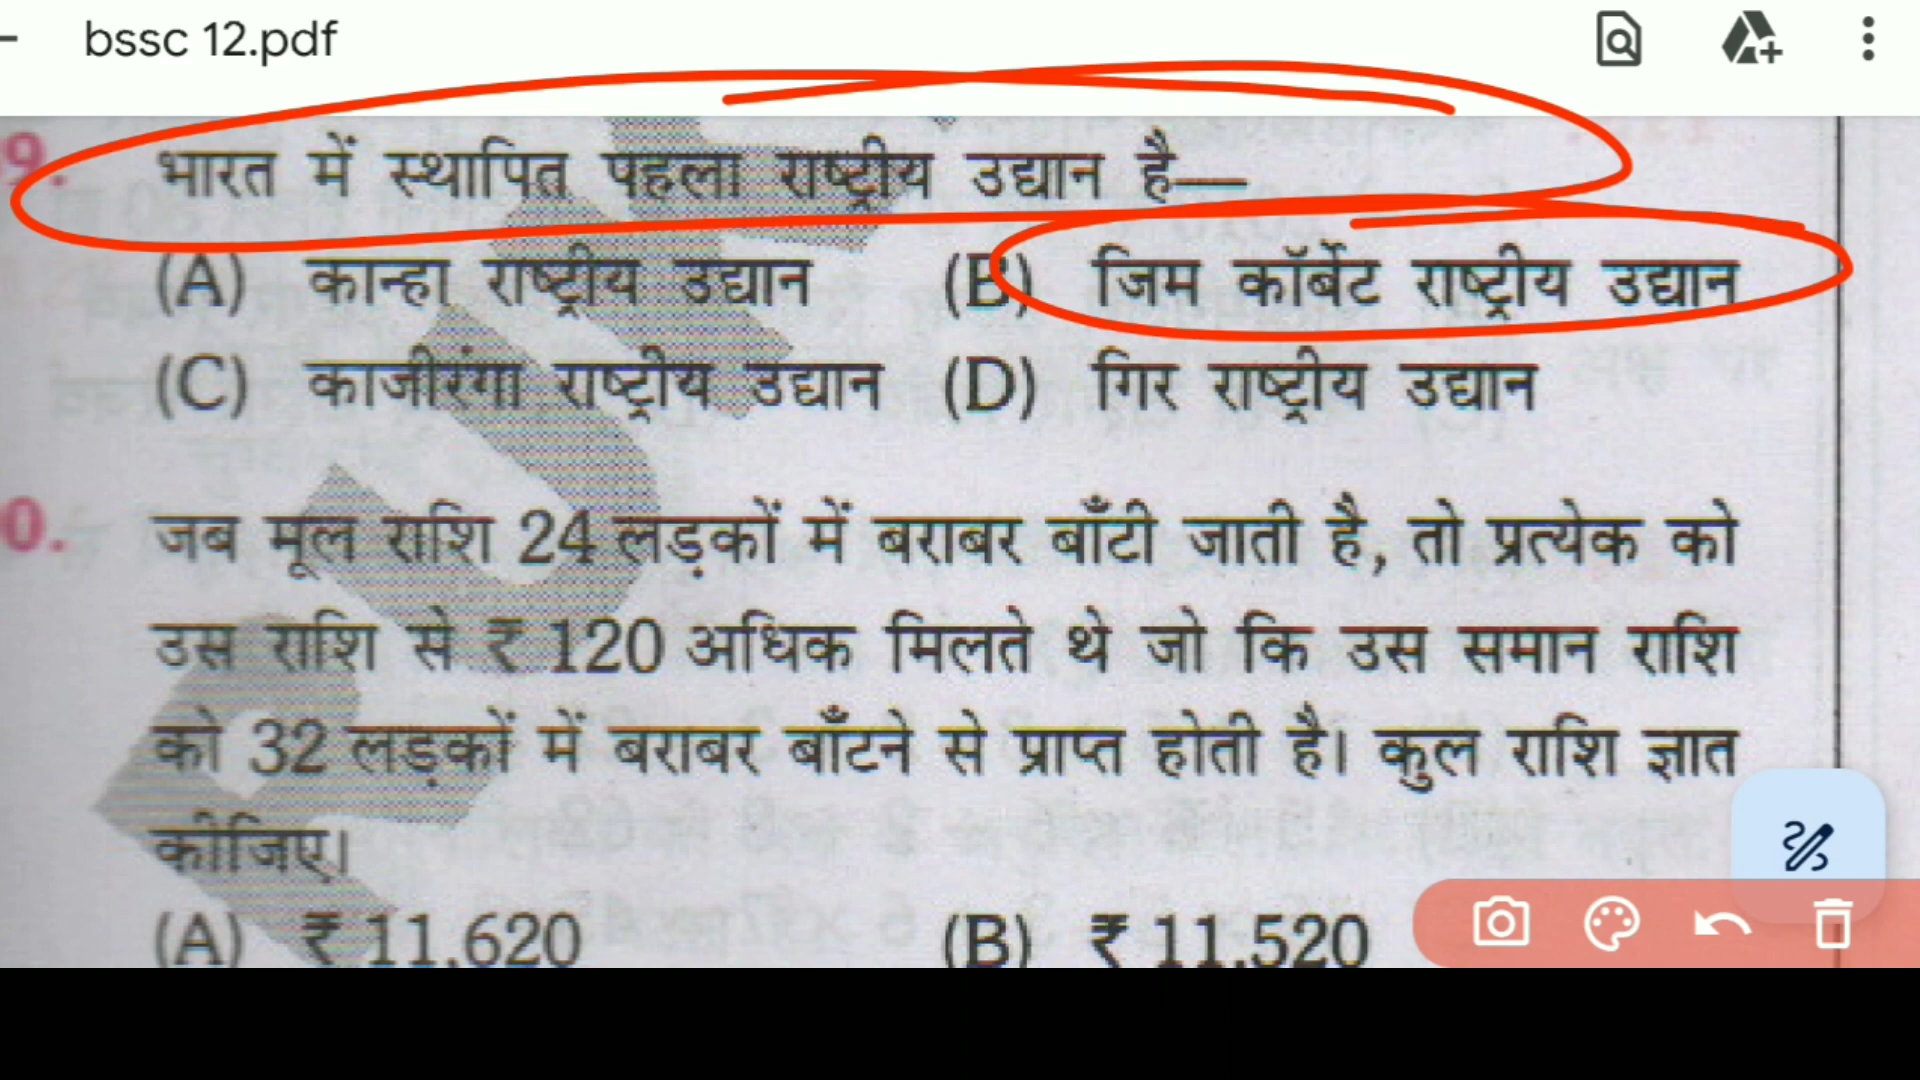 bssc 12.pdf
9. भारत में स्थापित पहला राष्ट्रीय उद्यान है—
(A) कान्हा राष्ट्रीय उद्यान (B) जिम कॉर्बेट राष्ट्रीय उद्यान
(C) काजीरंगा राष्ट्रीय उद्यान (D) गिर राष्ट्रीय उद्यान
0. जब मूल राशि 24 लड़कों में बराबर बाँटी जाती है, तो प्रत्येक को
उस राशि से ₹ 120 अधिक मिलते थे जो कि उस समान राशि
को 32 लड़कों में बराबर बाँटने से प्राप्त होती है। कुल राशि ज्ञात
कीजिए।
(A) ₹ 11,620 (B) ₹ 11,520